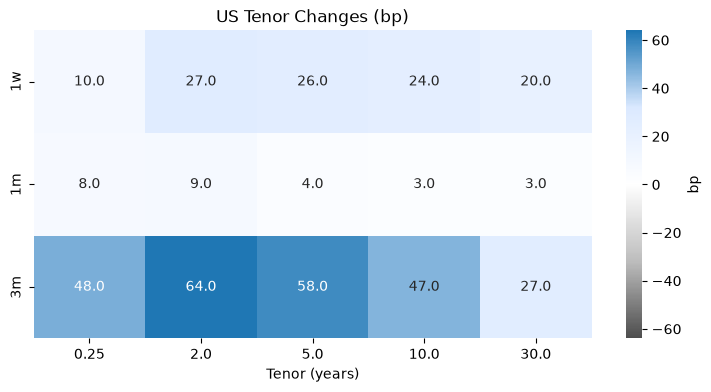 US Tenor Changes (bp)
1w
10.0 27.0 26.0 24.0 20.0
1m
8.0 9.0 4.0 3.0 3.0
3m
48.0 64.0 58.0 47.0 27.0
0.25 2.0 5.0 10.0 30.0
Tenor (years)
60
40
20
0
−20
−40
−60
bp